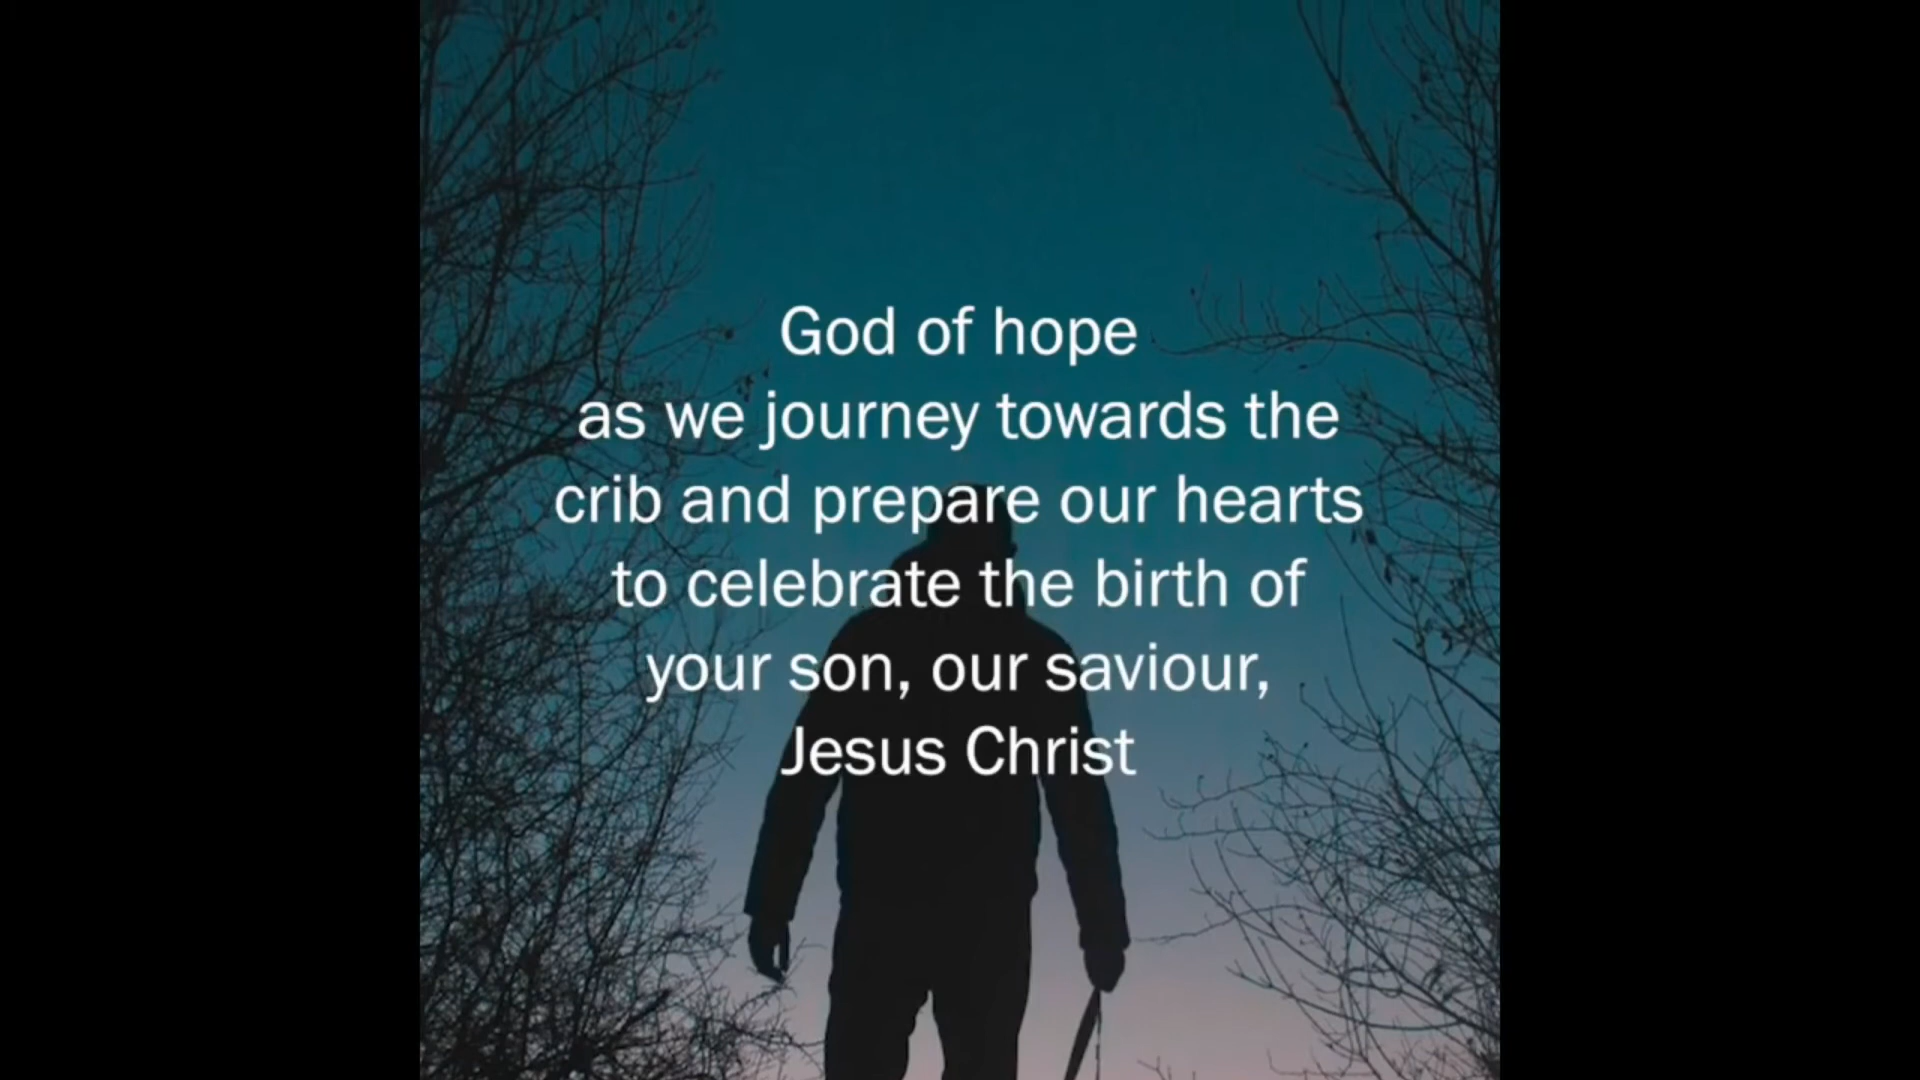 God of hope
as we journey towards the
crib and prepare our hearts
to celebrate the birth of
your son, our saviour,
Jesus Christ